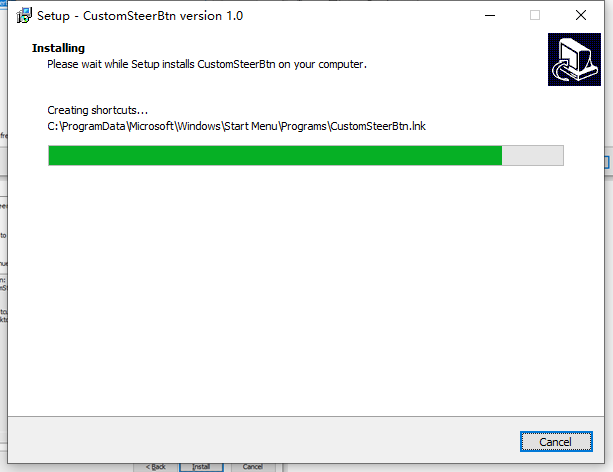 Setup - CustomSteerBtn version 1.0
Installing
Please wait while Setup installs CustomSteerBtn on your computer.
Creating shortcuts...
C:\ProgramData\Microsoft\Windows\Start Menu\Programs\CustomSteerBtn.lnk
Cancel
< Back Install Cancel